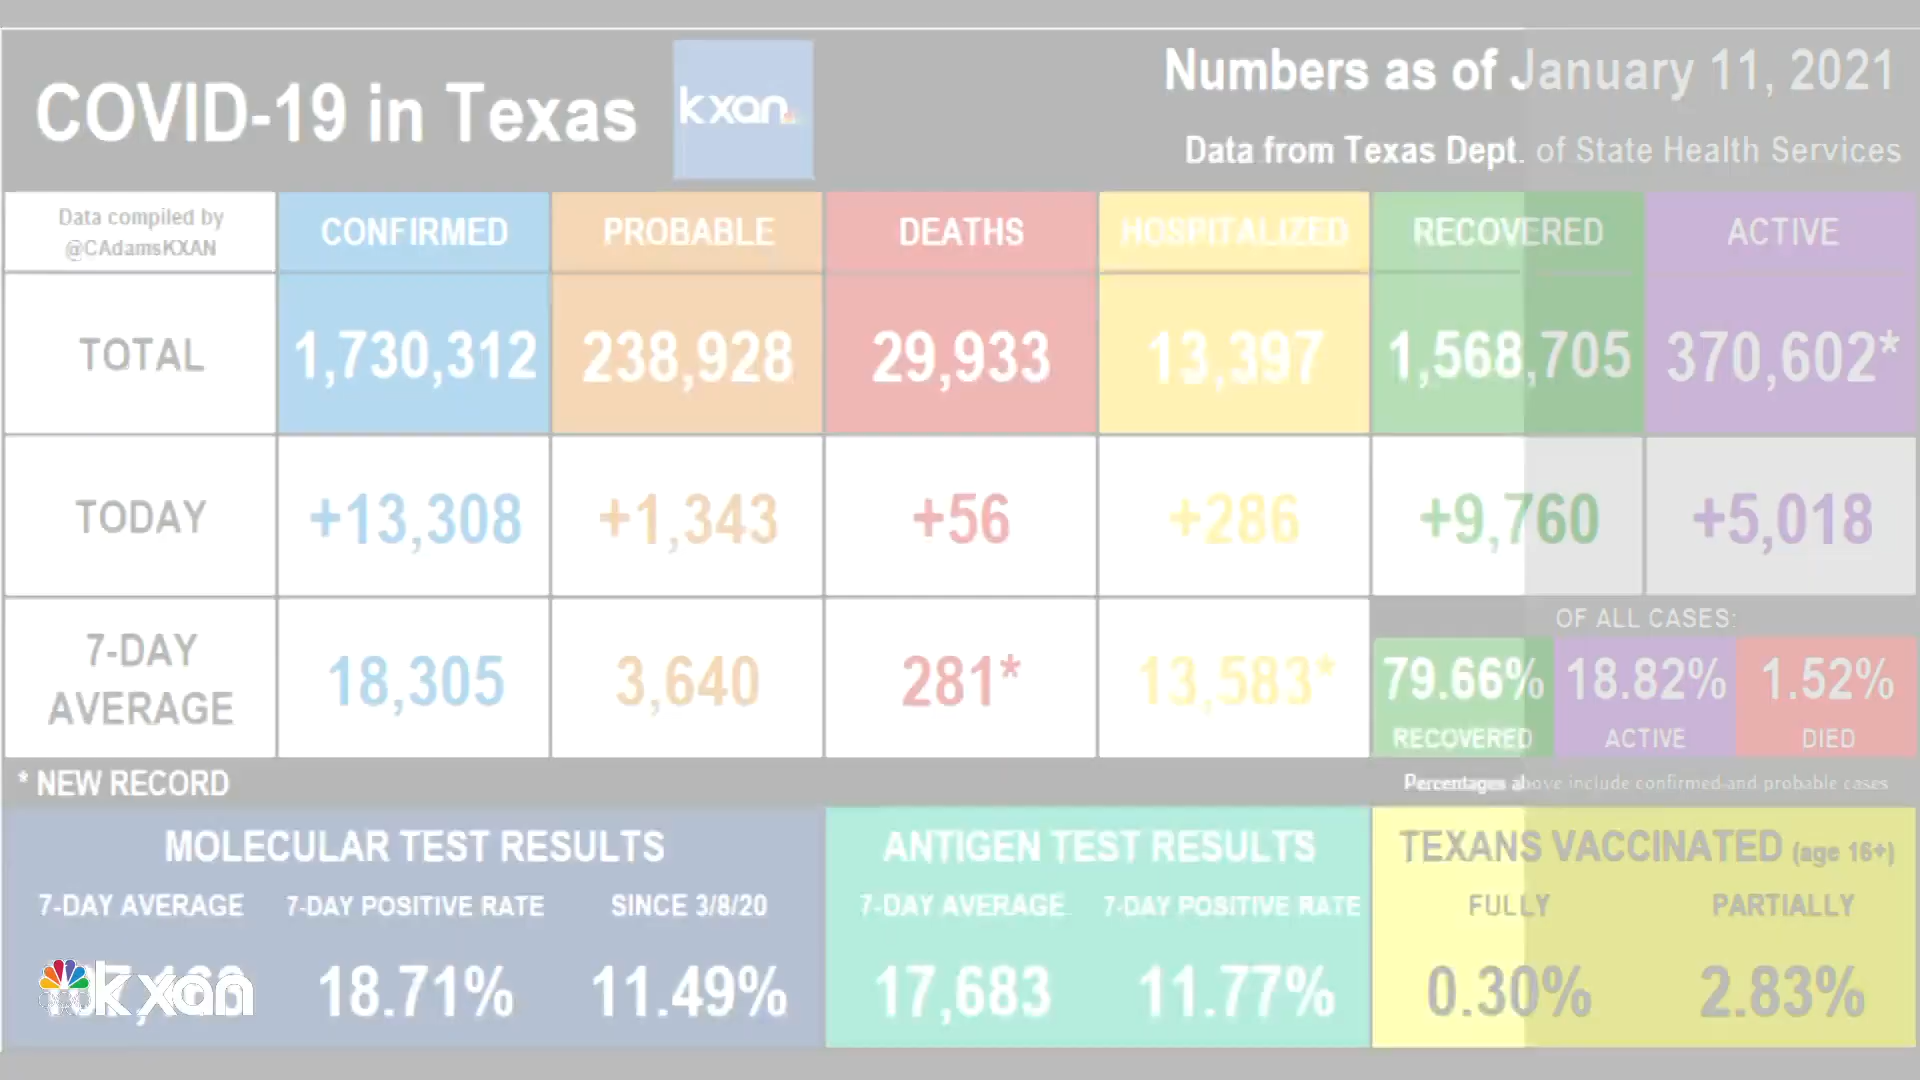 COVID-19 in Texas
kxan
Numbers as of January 11, 2021
Data from Texas Dept. of State Health Services
Data compiled by
@CAdamsKXAN
CONFIRMED PROBABLE DEATHS HOSPITALIZED RECOVERED ACTIVE
TOTAL 1,730,312 238,928 29,933 13,397 1,568,705 370,602*
TODAY +13,308 +1,343 +56 +286 +9,760 +5,018
7-DAY
AVERAGE
18,305 3,640 281* 13,583*
OF ALL CASES:
79.66% 18.82% 1.52%
RECOVERED ACTIVE DIED
* NEW RECORD
Percentages above include confirmed and probable cases
MOLECULAR TEST RESULTS
7-DAY AVERAGE 7-DAY POSITIVE RATE SINCE 3/8/20
18.71% 11.49%
kxan
ANTIGEN TEST RESULTS
7-DAY AVERAGE 7-DAY POSITIVE RATE
17,683 11.77%
TEXANS VACCINATED (age 16+)
FULLY PARTIALLY
0.30% 2.83%